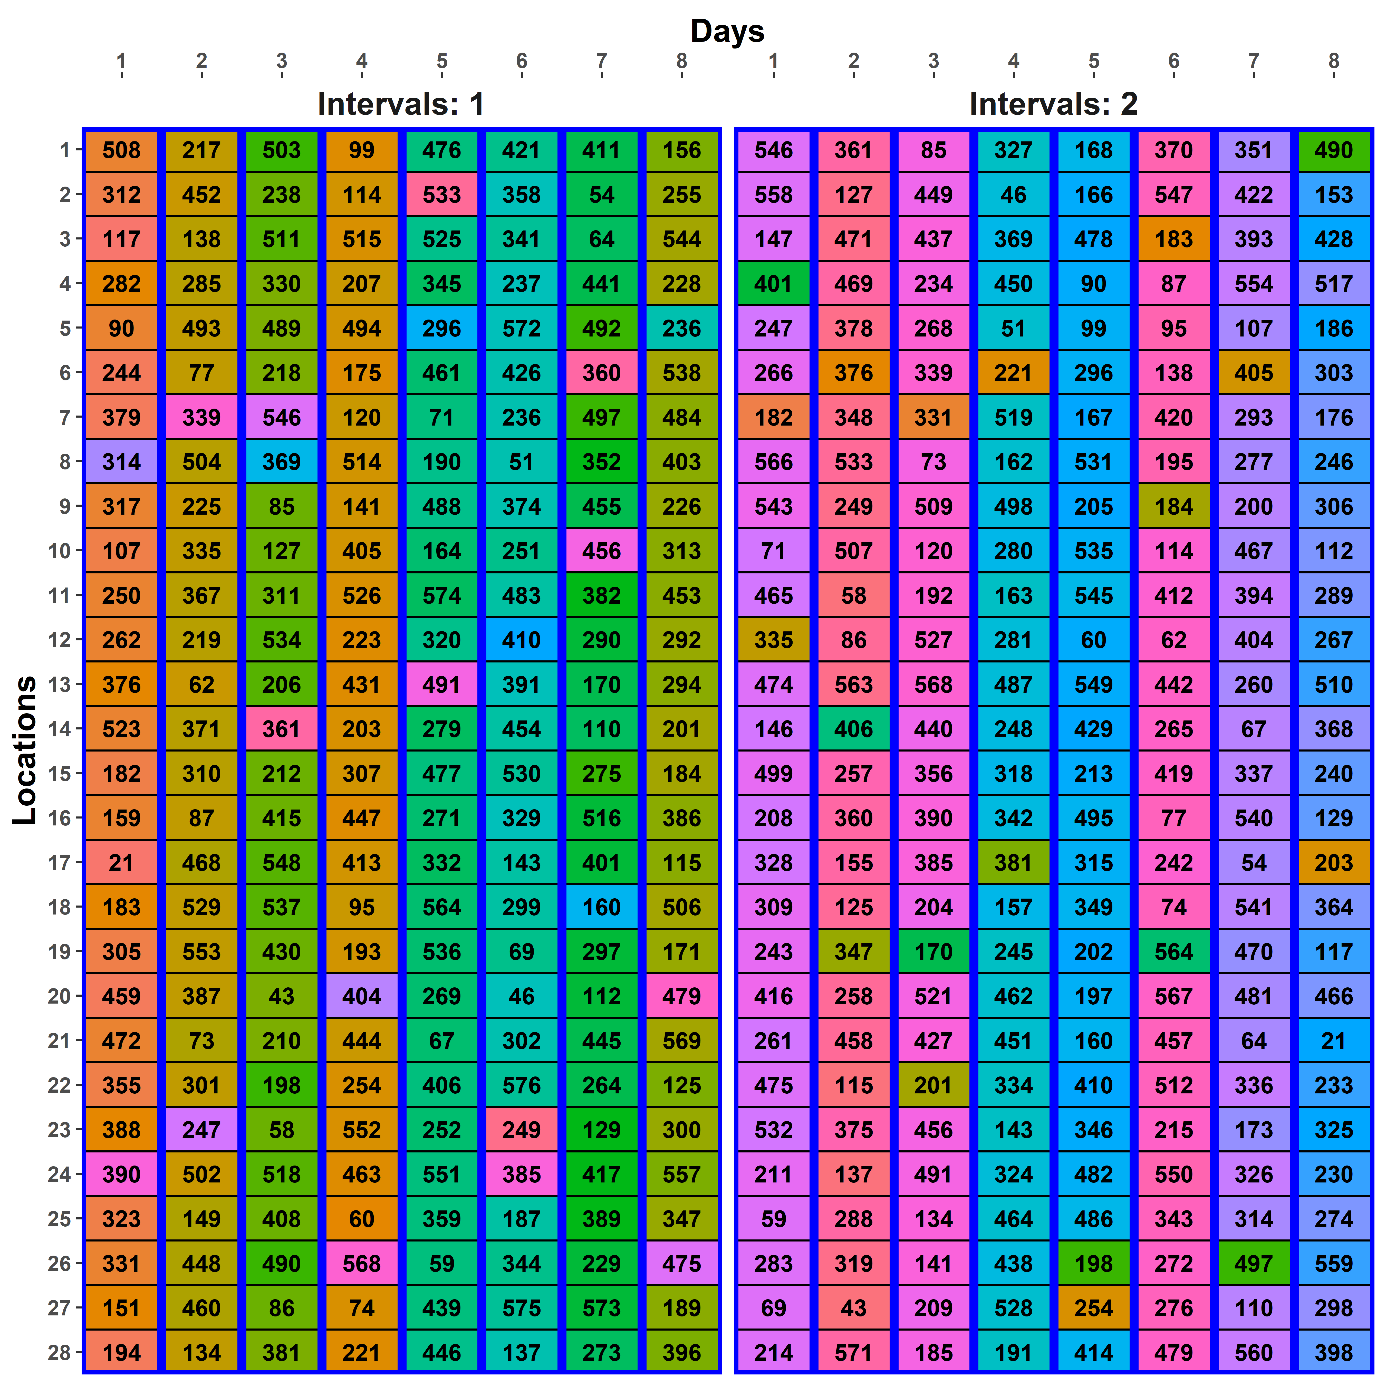 Days
1 2 3 4 5 6 7 8 1 2 3 4 5 6 7 8
Intervals: 1 Intervals: 2
1 508 217 503 99 476 421 411 156 546 361 85 327 168 370 351 490
2 312 452 238 114 533 358 54 255 558 127 449 46 166 547 422 153
3 117 138 511 515 525 341 64 544 147 471 437 369 478 183 393 428
4 282 285 330 207 345 237 441 228 401 469 234 450 90 87 554 517
5 90 493 489 494 296 572 492 236 247 378 268 51 99 95 107 186
6 244 77 218 175 461 426 360 538 266 376 339 221 296 138 405 303
7 379 339 546 120 71 236 497 484 182 348 331 519 167 420 293 176
8 314 504 369 514 190 51 352 403 566 533 73 162 531 195 277 246
9 317 225 85 141 488 374 455 226 543 249 509 498 205 184 200 306
10 107 335 127 405 164 251 456 313 71 507 120 280 535 114 467 112
11 250 367 311 526 574 483 382 453 465 58 192 163 545 412 394 289
12 262 219 534 223 320 410 290 292 335 86 527 281 60 62 404 267
13 376 62 206 431 491 391 170 294 474 563 568 487 549 442 260 510
14 523 371 361 203 279 454 110 201 146 406 440 248 429 265 67 368
15 182 310 212 307 477 530 275 184 499 257 356 318 213 419 337 240
16 159 87 415 447 271 329 516 386 208 360 390 342 495 77 540 129
17 21 468 548 413 332 143 401 115 328 155 385 381 315 242 54 203
18 183 529 537 95 564 299 160 506 309 125 204 157 349 74 541 364
19 305 553 430 193 536 69 297 171 243 347 170 245 202 564 470 117
20 459 387 43 404 269 46 112 479 416 258 521 462 197 567 481 466
21 472 73 210 444 67 302 445 569 261 458 427 451 160 457 64 21
22 355 301 198 254 406 576 264 125 475 115 201 334 410 512 336 233
23 388 247 58 552 252 249 129 300 532 375 456 143 346 215 173 325
24 390 502 518 463 551 385 417 557 211 137 491 324 482 550 326 230
25 323 149 408 60 359 187 389 347 59 288 134 464 486 343 314 274
26 331 448 490 568 59 344 229 475 283 319 141 438 198 272 497 559
27 151 460 86 74 439 575 573 189 69 43 209 528 254 276 110 298
28 194 134 381 221 446 137 273 396 214 571 185 191 414 479 560 398
Locations